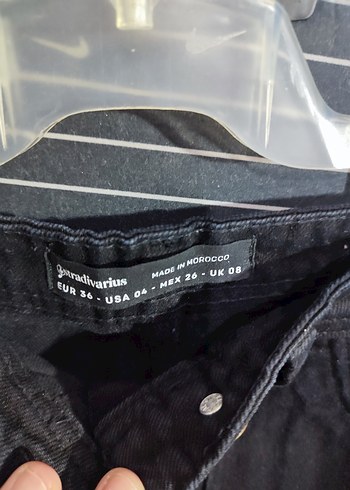 Stradivarius MADE IN MOROCCO
EUR 36 - USA 04 - MEX 26 - UK 08